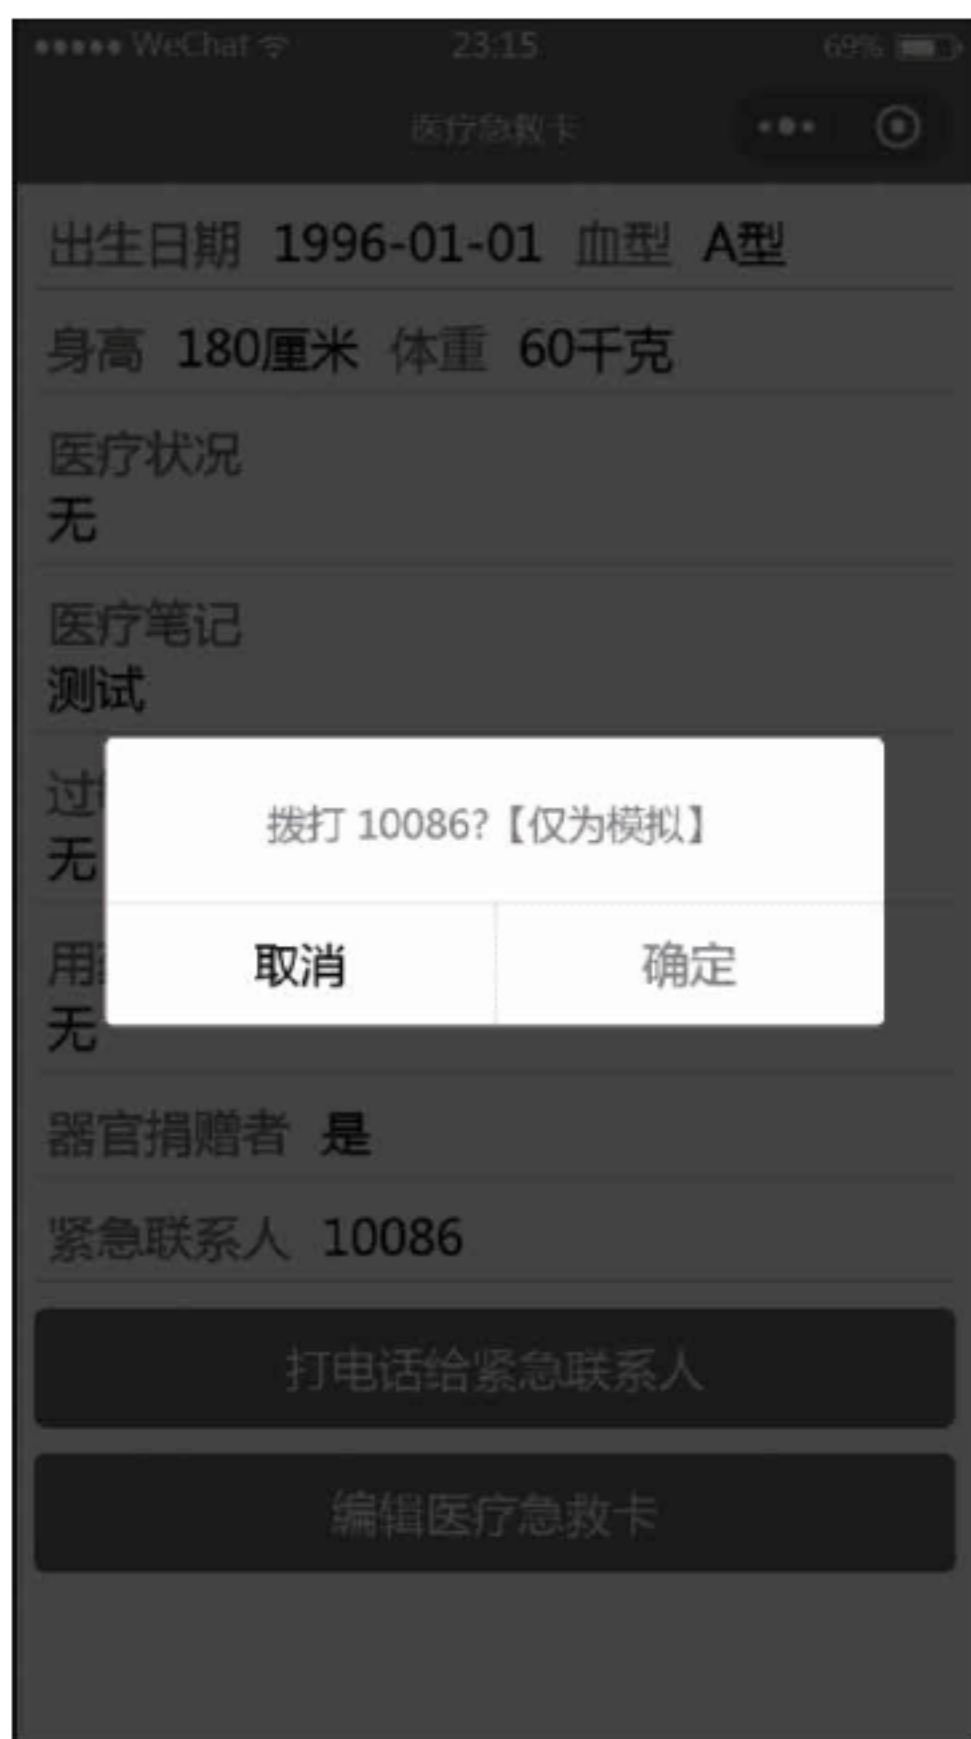 WeChat 23:15 69%
医疗急救卡
出生日期 1996-01-01 血型 A型
身高 180厘米 体重 60千克
医疗状况
无
医疗笔记
测试
过
无
拨打 10086?【仅为模拟】
用
取消 确定
无
器官捐赠者 是
紧急联系人 10086
打电话给紧急联系人
编辑医疗急救卡